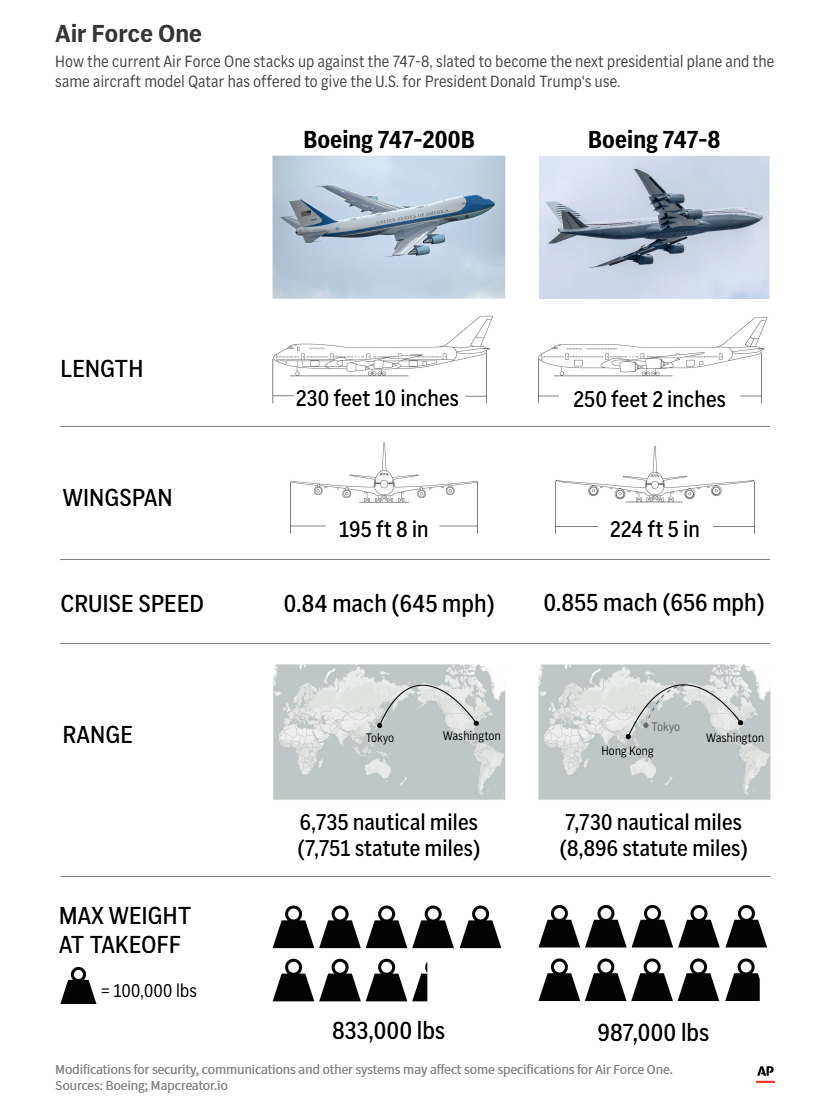 Air Force One
How the current Air Force One stacks up against the 747-8, slated to become the next presidential plane and the
same aircraft model Qatar has offered to give the U.S. for President Donald Trump's use.
Boeing 747-200B
Boeing 747-8
UNITED STATES OF AMERICA
LENGTH
230 feet 10 inches
250 feet 2 inches
WINGSPAN
195 ft 8 in
224 ft 5 in
CRUISE SPEED
0.84 mach (645 mph)
0.855 mach (656 mph)
RANGE
Tokyo
Washington
Tokyo
Hong Kong
Washington
6,735 nautical miles
(7,751 statute miles)
7,730 nautical miles
(8,896 statute miles)
MAX WEIGHT
AT TAKEOFF
= 100,000 lbs
833,000 lbs
987,000 lbs
Modifications for security, communications and other systems may affect some specifications for Air Force One.
Sources: Boeing; Mapcreator.io
AP